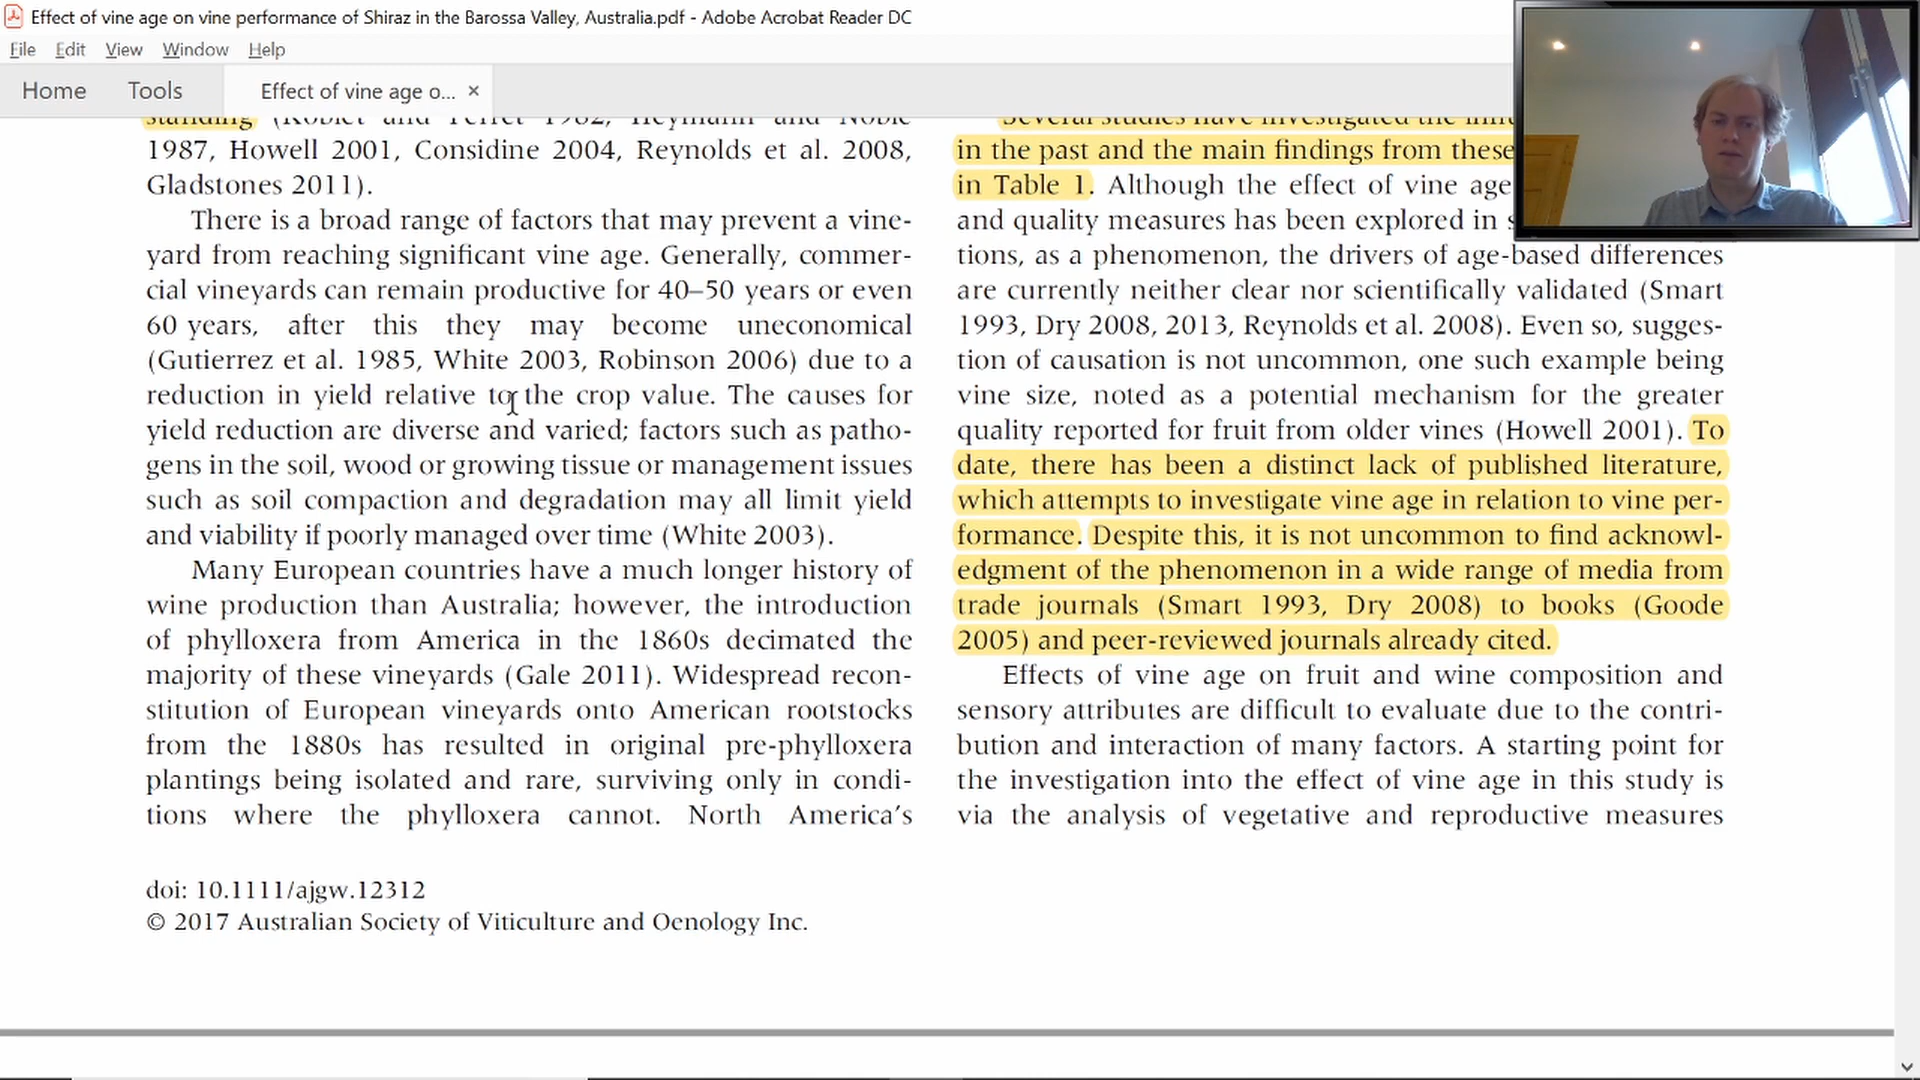 Effect of vine age on vine performance of Shiraz in the Barossa Valley, Australia.pdf - Adobe Acrobat Reader DC
File Edit View Window Help
Home Tools Effect of vine age o... ×
standing (Koblet and Perret 1982, Heymann and Noble
1987, Howell 2001, Considine 2004, Reynolds et al. 2008,
Gladstones 2011).
There is a broad range of factors that may prevent a vine-
yard from reaching significant vine age. Generally, commer-
cial vineyards can remain productive for 40–50 years or even
60 years, after this they may become uneconomical
(Gutierrez et al. 1985, White 2003, Robinson 2006) due to a
reduction in yield relative to the crop value. The causes for
yield reduction are diverse and varied; factors such as patho-
gens in the soil, wood or growing tissue or management issues
such as soil compaction and degradation may all limit yield
and viability if poorly managed over time (White 2003).
Many European countries have a much longer history of
wine production than Australia; however, the introduction
of phylloxera from America in the 1860s decimated the
majority of these vineyards (Gale 2011). Widespread recon-
stitution of European vineyards onto American rootstocks
from the 1880s has resulted in original pre-phylloxera
plantings being isolated and rare, surviving only in condi-
tions where the phylloxera cannot. North America's
doi: 10.1111/ajgw.12312
© 2017 Australian Society of Viticulture and Oenology Inc.
Several studies have investigated the
in the past and the main findings from these
in Table 1. Although the effect of vine age
and quality measures has been explored in
tions, as a phenomenon, the drivers of age-based differences
are currently neither clear nor scientifically validated (Smart
1993, Dry 2008, 2013, Reynolds et al. 2008). Even so, sugges-
tion of causation is not uncommon, one such example being
vine size, noted as a potential mechanism for the greater
quality reported for fruit from older vines (Howell 2001). To
date, there has been a distinct lack of published literature,
which attempts to investigate vine age in relation to vine per-
formance. Despite this, it is not uncommon to find acknowl-
edgment of the phenomenon in a wide range of media from
trade journals (Smart 1993, Dry 2008) to books (Goode
2005) and peer-reviewed journals already cited.
Effects of vine age on fruit and wine composition and
sensory attributes are difficult to evaluate due to the contri-
bution and interaction of many factors. A starting point for
the investigation into the effect of vine age in this study is
via the analysis of vegetative and reproductive measures